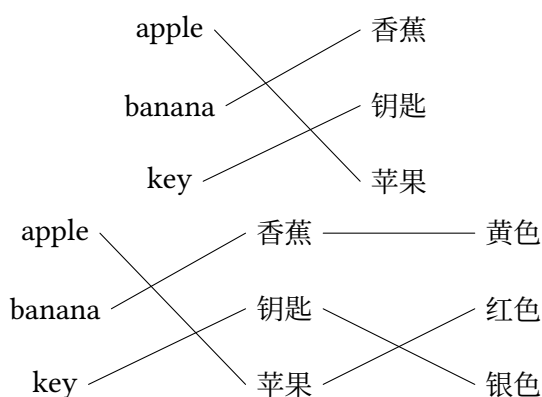 apple 香蕉
banana 钥匙
key 苹果
apple 香蕉 黄色
banana 钥匙 红色
key 苹果 银色